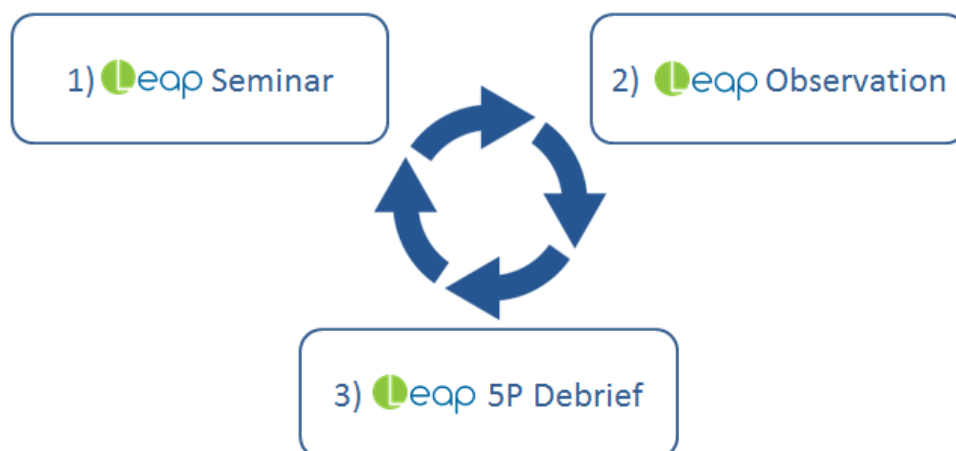 1) Leap Seminar
2) Leap Observation
3) Leap 5P Debrief